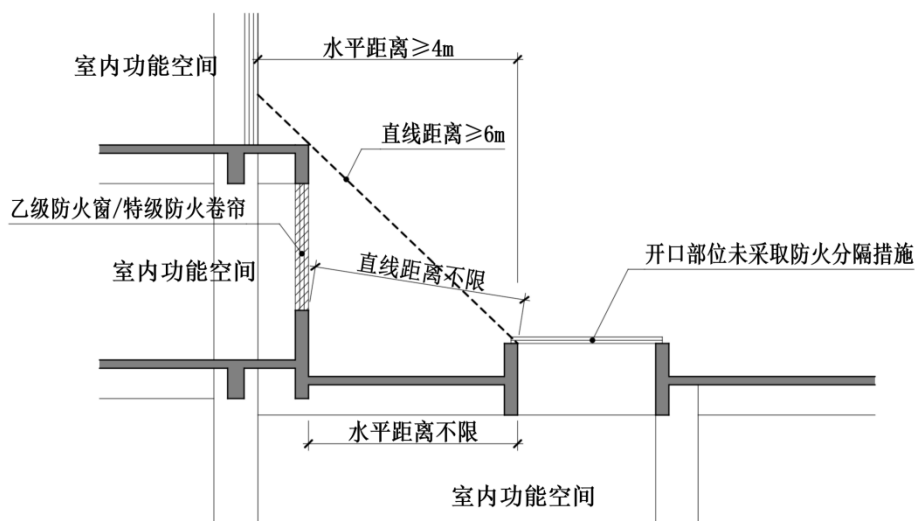 水平距离≥4m
室内功能空间
直线距离≥6m
乙级防火窗/特级防火卷帘
开口部位未采取防火分隔措施
室内功能空间
直线距离不限
水平距离不限
室内功能空间